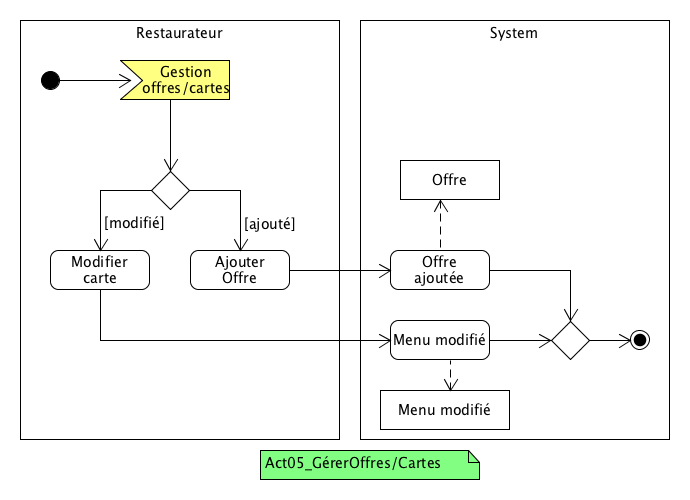 Restaurateur
System
Gestion
offres/cartes
Offre
[modifié]
[ajouté]
Modifier
carte
Ajouter
Offre
Offre
ajoutée
Menu modifié
Menu modifié
Act05_GérerOffres/Cartes